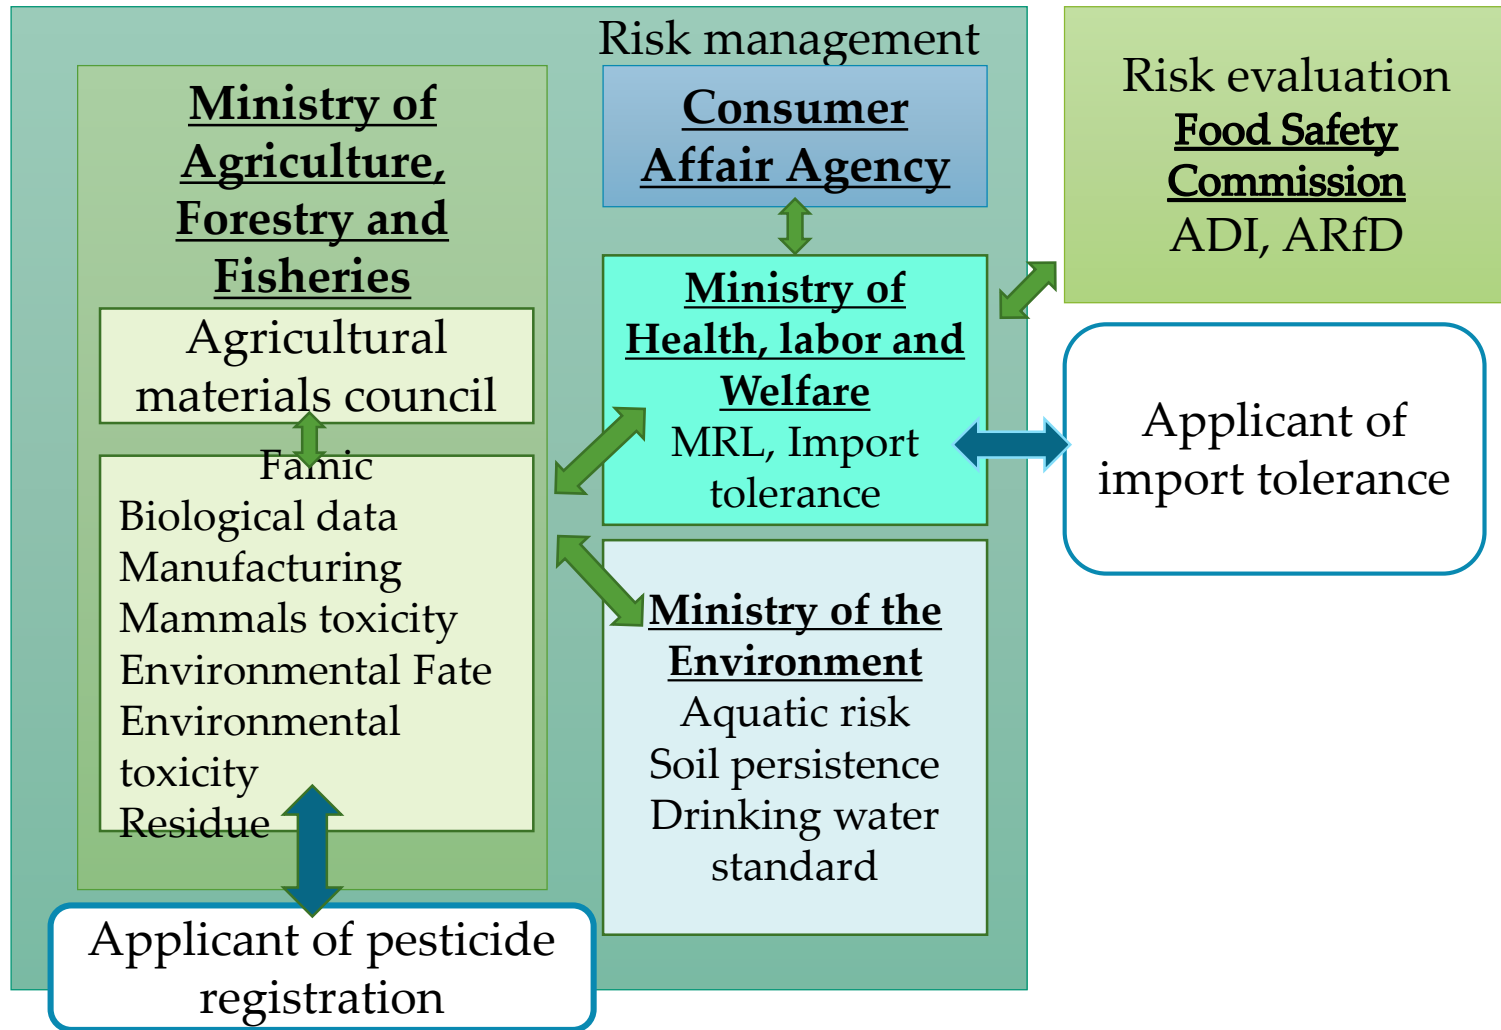 Risk management
Ministry of
Agriculture,
Forestry and
Fisheries
Agricultural
materials council
Famic
Biological data
Manufacturing
Mammals toxicity
Environmental Fate
Environmental
toxicity
Residue
Applicant of pesticide
registration
Consumer
Affair Agency
Ministry of
Health, labor and
Welfare
MRL, Import
tolerance
Ministry of the
Environment
Aquatic risk
Soil persistence
Drinking water
standard
Risk evaluation
Food Safety
Commission
ADI, ARfD
Applicant of
import tolerance